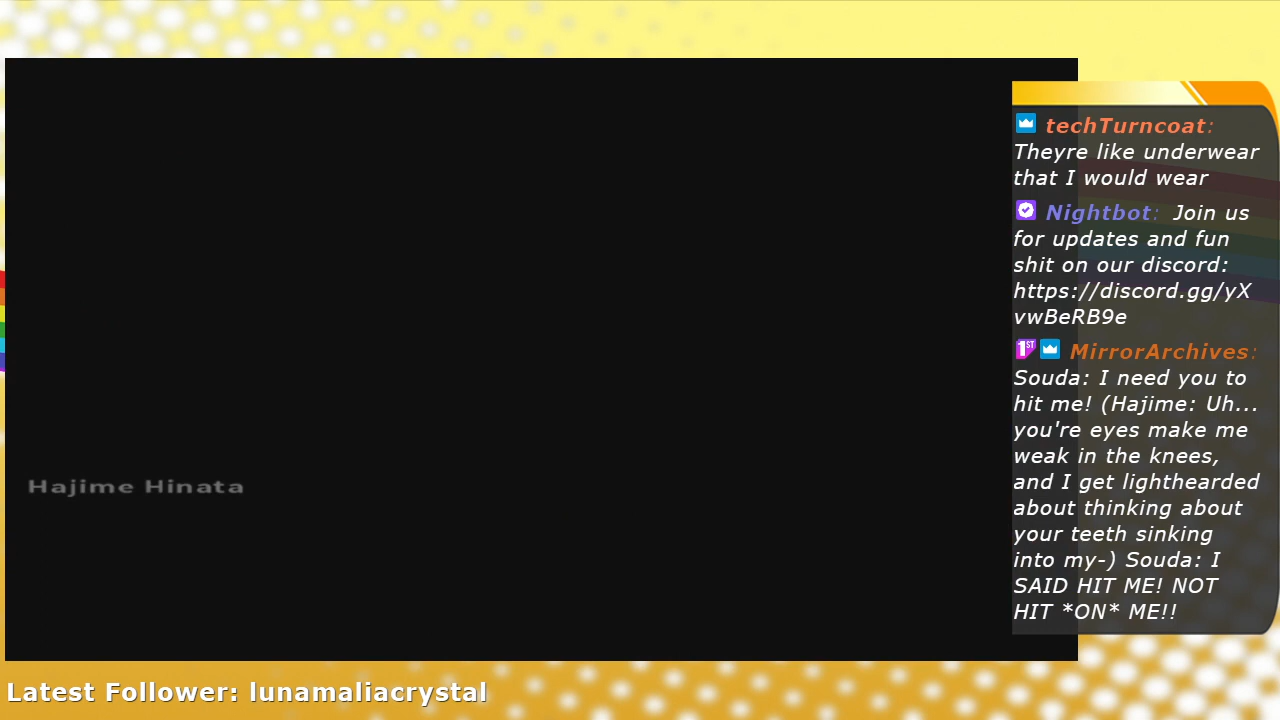 techTurncoat:
Theyre like underwear
that I would wear
Nightbot: Join us
for updates and fun
shit on our discord:
https://discord.gg/yX
vwBeRB9e
1ST MirrorArchives:
Souda: I need you to
hit me! (Hajime: Uh...
you're eyes make me
weak in the knees,
and I get lighthearded
about thinking about
your teeth sinking
into my-) Souda: I
SAID HIT ME! NOT
HIT *ON* ME!!
Hajime Hinata
Latest Follower: lunamaliacrystal